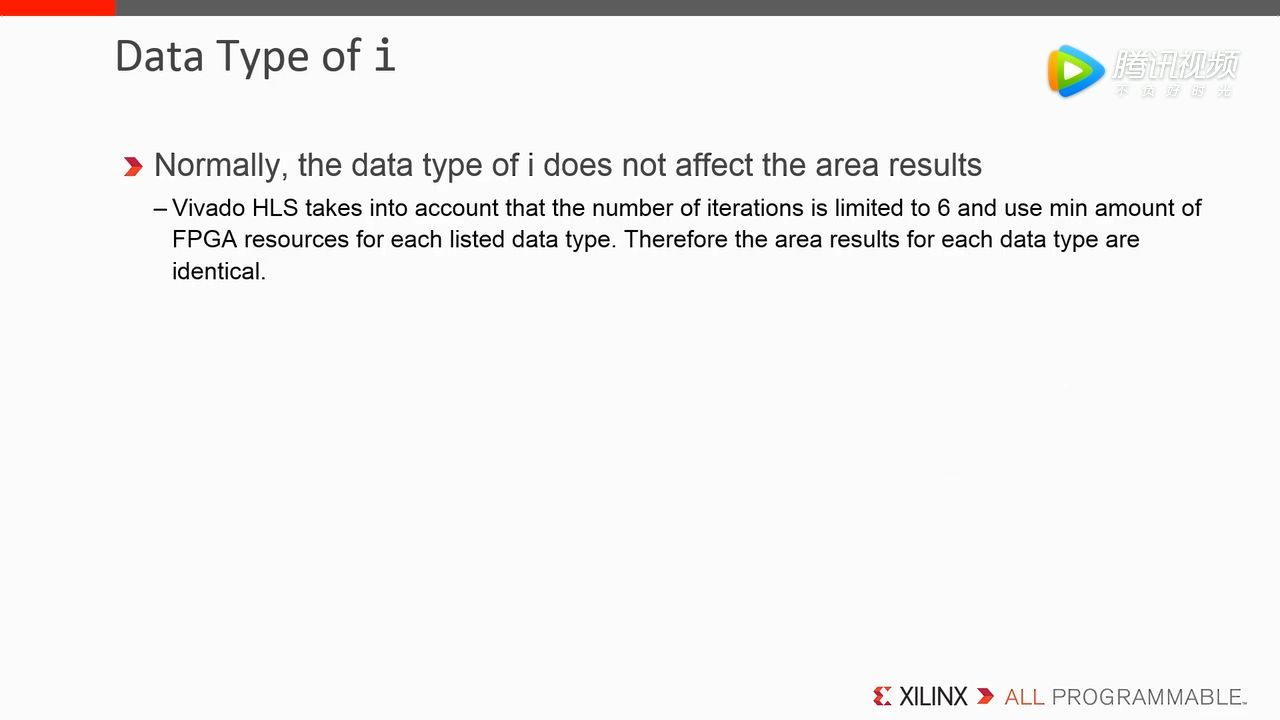 Data Type of i
腾讯视频
不负好时光
Normally, the data type of i does not affect the area results
– Vivado HLS takes into account that the number of iterations is limited to 6 and use min amount of
FPGA resources for each listed data type. Therefore the area results for each data type are
identical.
XILINX ALL PROGRAMMABLE™